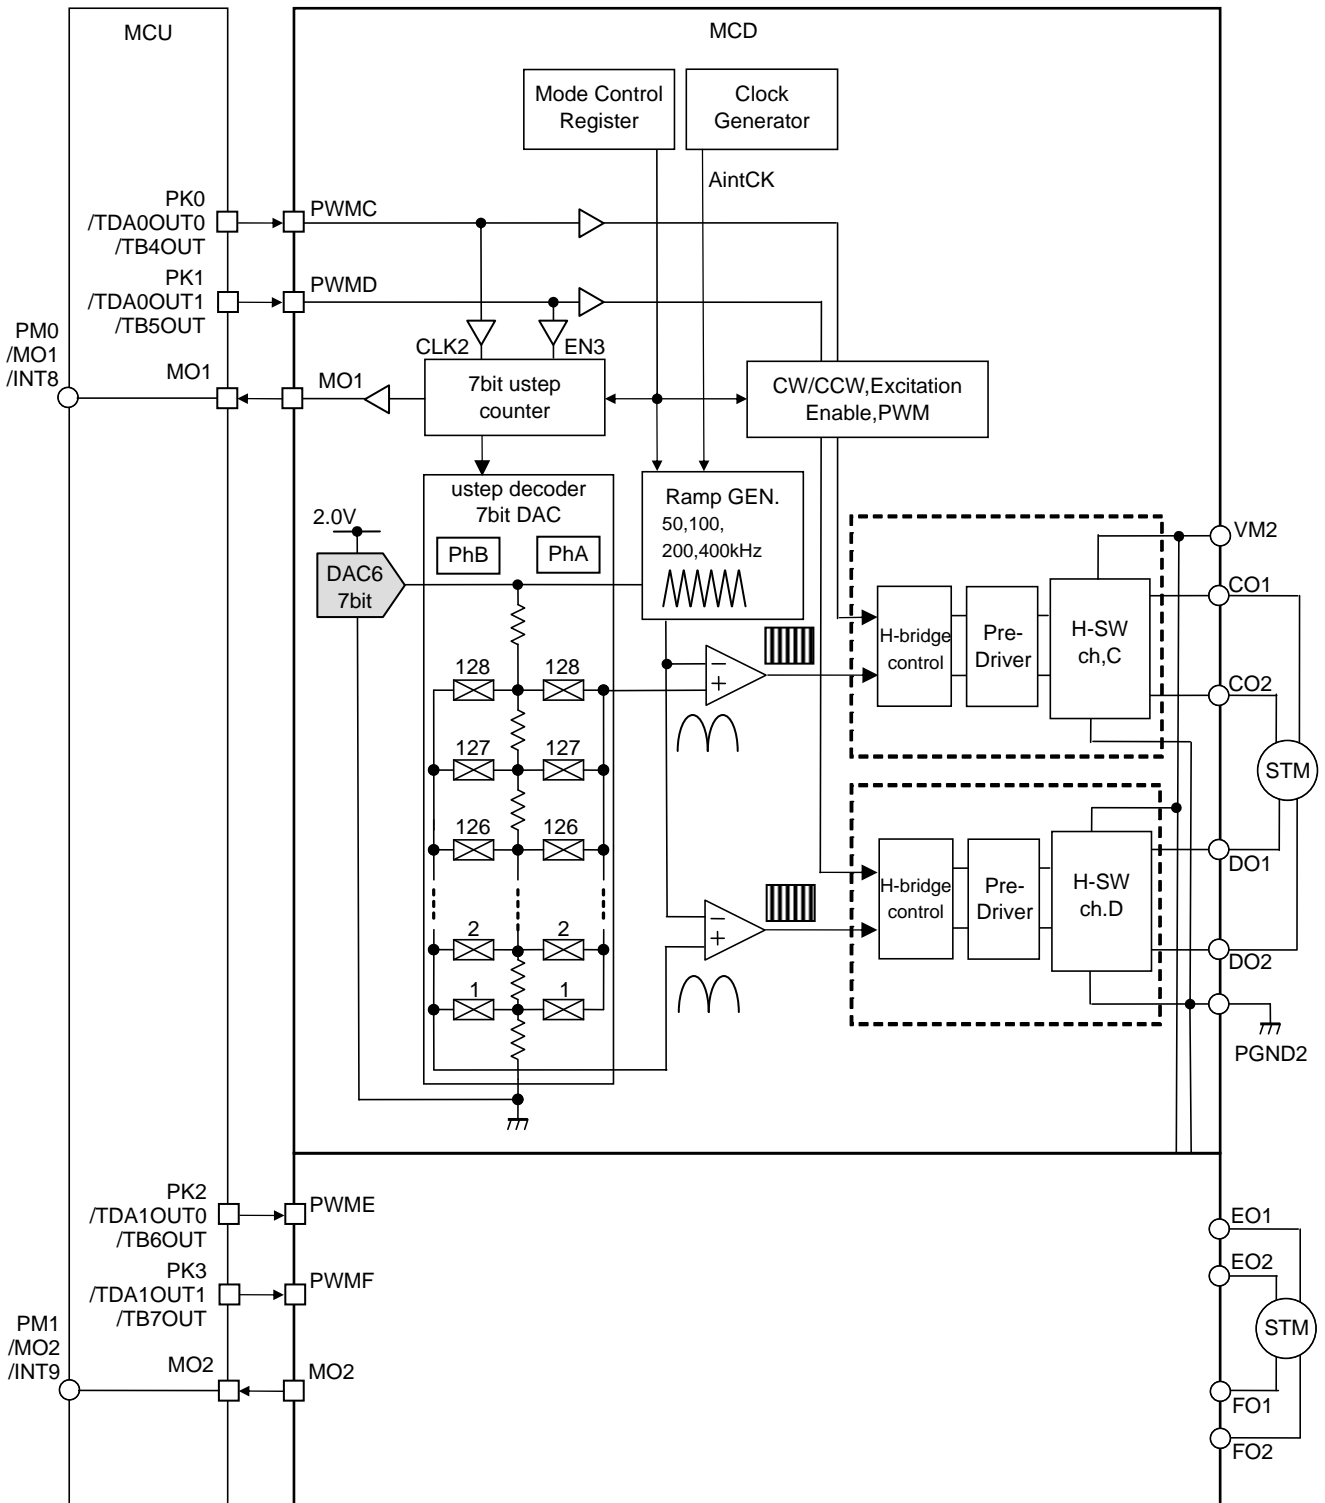 MCU
MCD
Mode Control
Register
Clock
Generator
AintCK
PK0
/TDA0OUT0
/TB4OUT
PWMC
PK1
/TDA0OUT1
/TB5OUT
PWMD
PM0
/MO1
/INT8
MO1
MO1
CLK2
EN3
7bit ustep
counter
CW/CCW,Excitation
Enable,PWM
ustep decoder
7bit DAC
PhB
PhA
2.0V
DAC6
7bit
Ramp GEN.
50,100,
200,400kHz
VM2
CO1
CO2
H-bridge
control
Pre-
Driver
H-SW
ch,C
128
128
127
127
126
126
2
2
1
1
−
+
−
+
STM
H-bridge
control
Pre-
Driver
H-SW
ch.D
DO1
DO2
PGND2
PK2
/TDA1OUT0
/TB6OUT
PWME
PK3
/TDA1OUT1
/TB7OUT
PWMF
PM1
/MO2
/INT9
MO2
MO2
EO1
EO2
STM
FO1
FO2